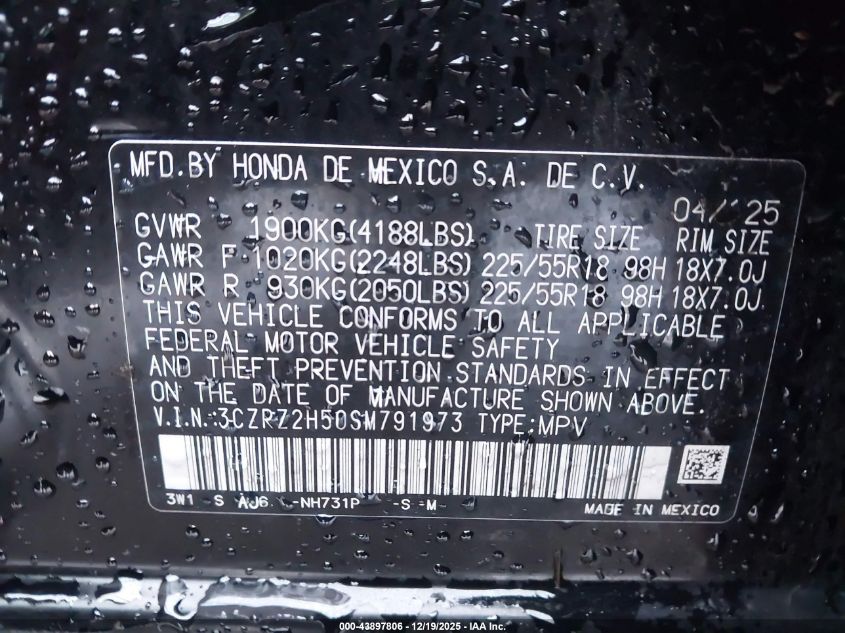 MFD.BY HONDA DE MEXICO S.A. DE C.V.
04/ 25
GVWR 1900KG(4188LBS) TIRE SIZE RIM SIZE
GAWR F 1020KG(2248LBS) 225/55R18 98H 18X7.0J
GAWR R 930KG(2050LBS) 225/55R18 98H 18X7.0J
THIS VEHICLE CONFORMS TO ALL APPLICABLE
FEDERAL MOTOR VEHICLE SAFETY
AND THEFT PREVENTION STANDARDS IN EFFECT
ON THE DATE OF MANUFACTURE SHOWN ABOVE.
V.I.N.:3CZRZ2H50SM791973 TYPE:MPV
3W1 S AJ6 -NH731P -S M
MADE IN MEXICO
000-43897806 - 12/19/2025 - IAA Inc.